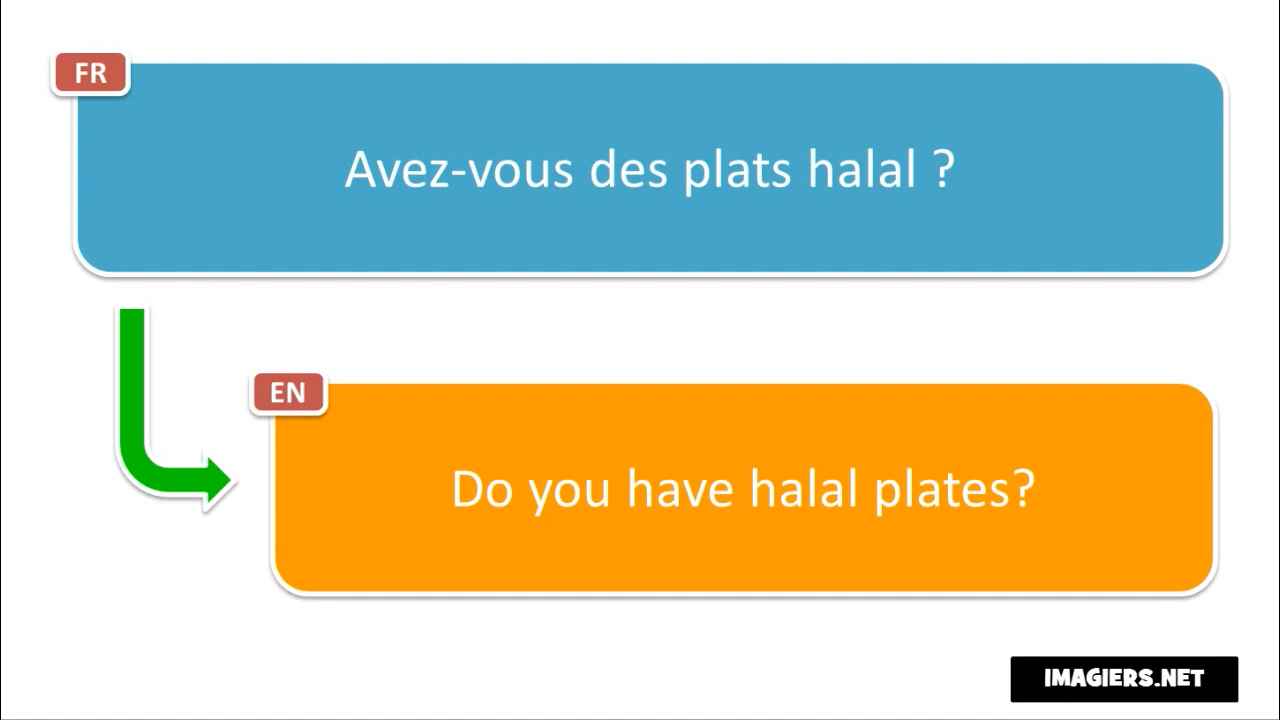 FR
Avez-vous des plats halal ?
EN
Do you have halal plates?
IMAGIERS.NET